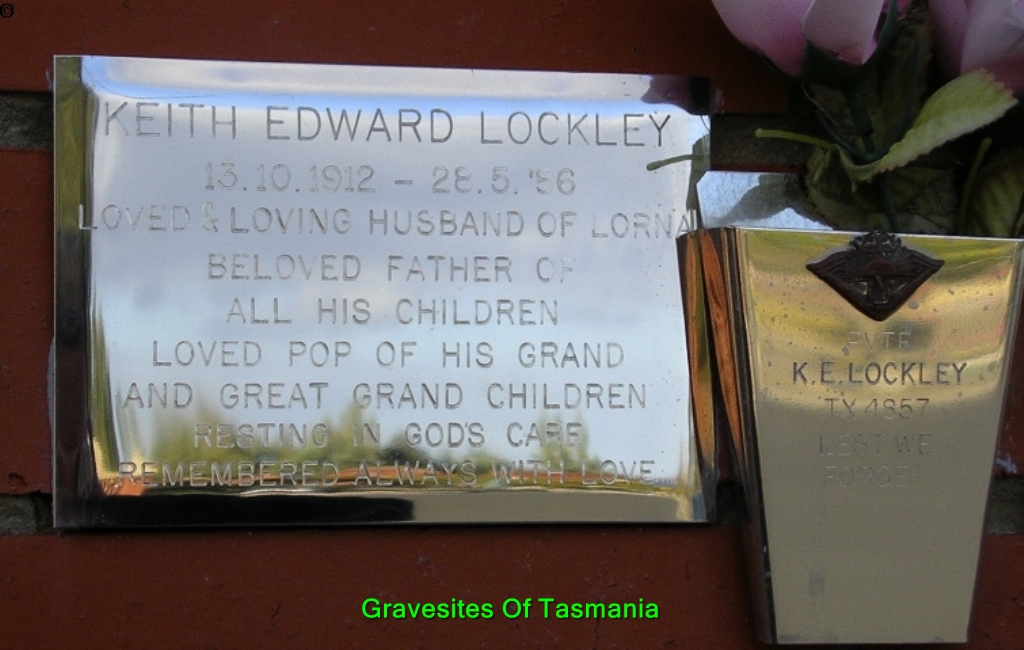 ©
KEITH EDWARD LOCKLEY
13.10.1912 - 28.5.'86
LOVED & LOVING HUSBAND OF LORNA
BELOVED FATHER OF
ALL HIS CHILDREN
LOVED POP OF HIS GRAND
AND GREAT GRAND CHILDREN
RESTING IN GOD'S CARE
REMEMBERED ALWAYS WITH LOVE
PVTE
K.E. LOCKLEY
TX 4857
LEST WE
FORGET
Gravesites Of Tasmania